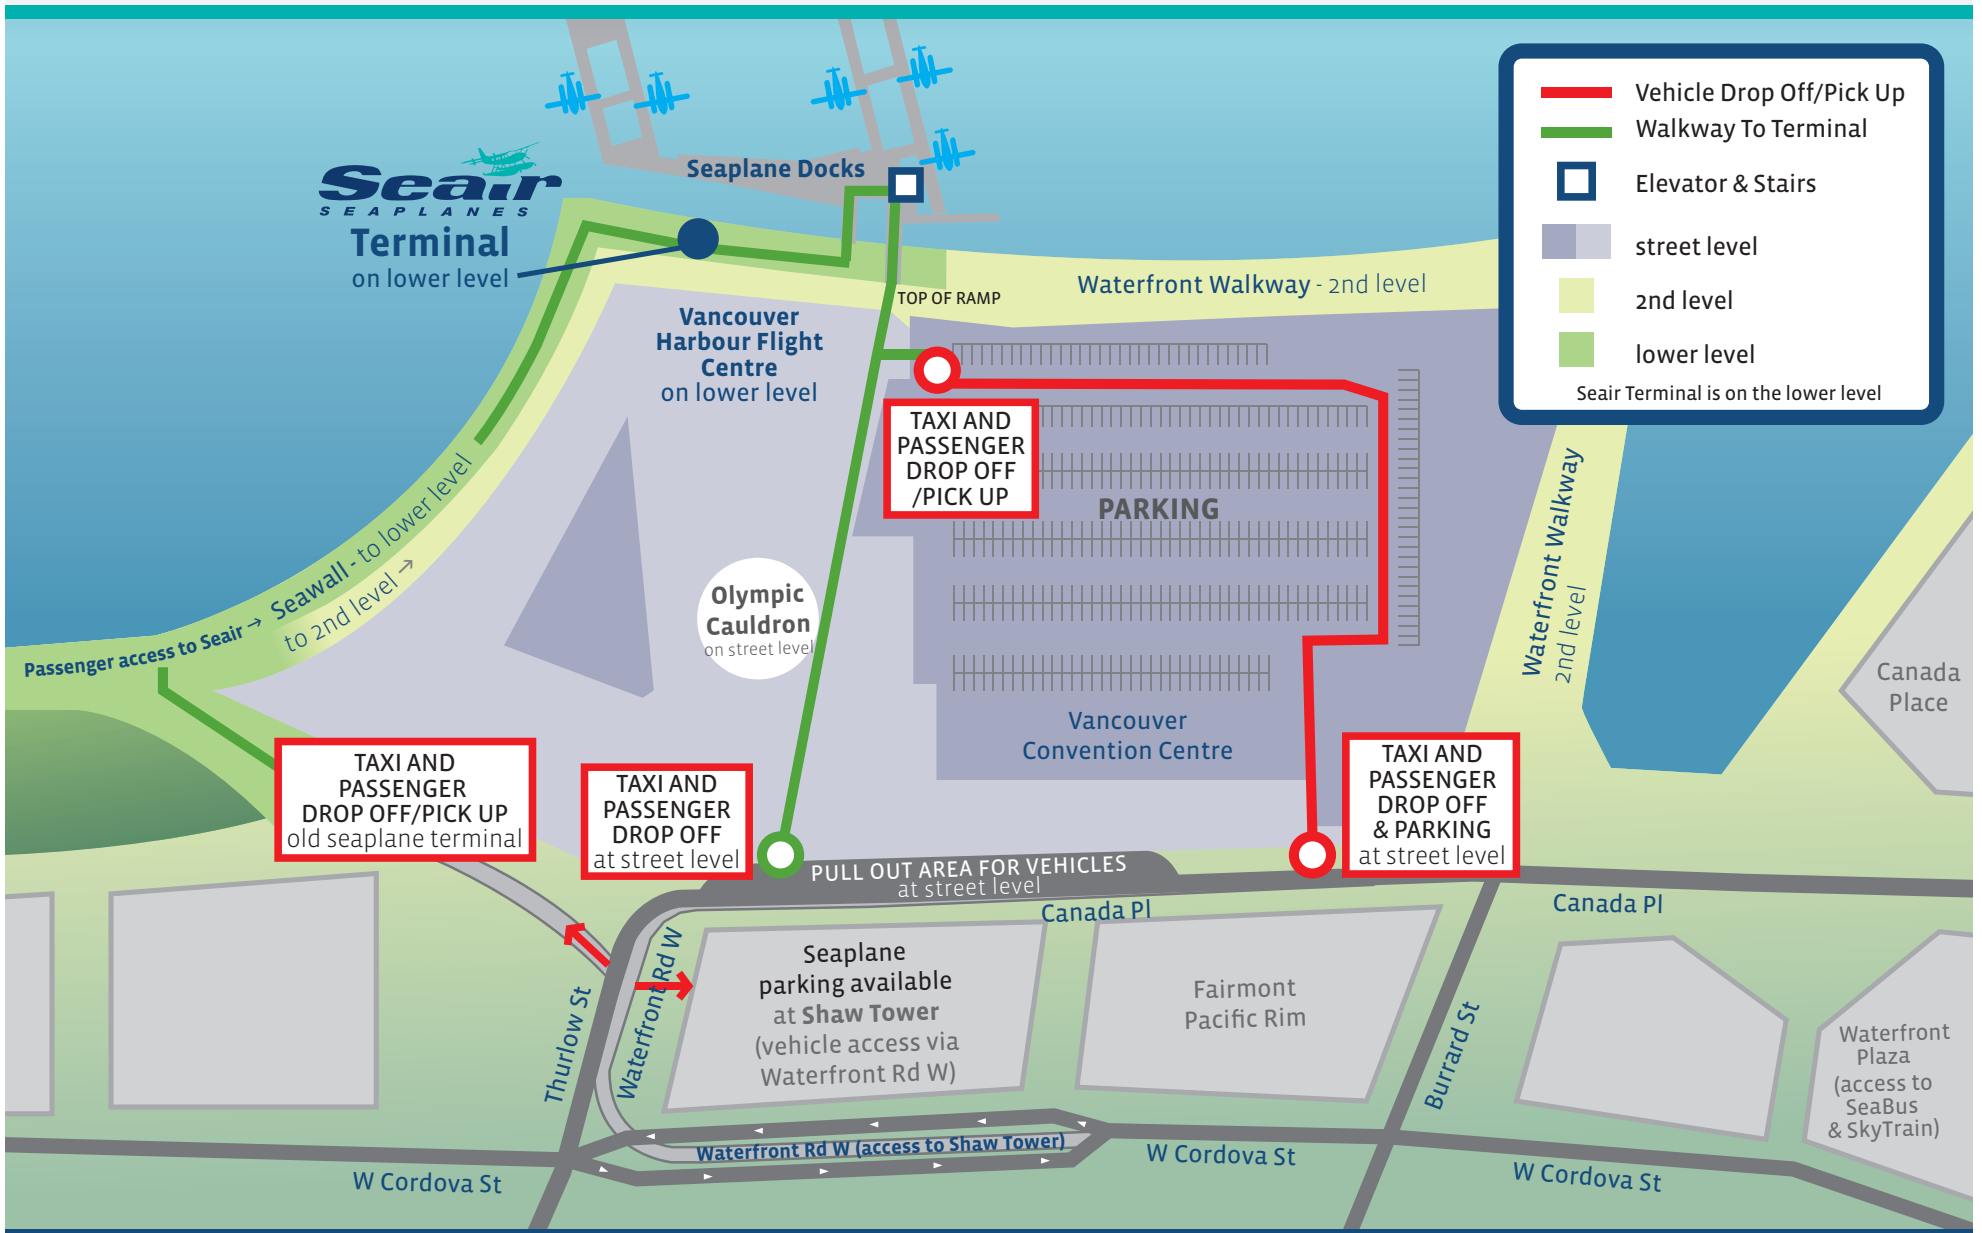 Seair
SEAPLANES
Terminal
on lower level
Seaplane Docks
Vehicle Drop Off/Pick Up
Walkway To Terminal
Elevator & Stairs
street level
2nd level
lower level
Seair Terminal is on the lower level
TOP OF RAMP
Waterfront Walkway - 2nd level
Vancouver
Harbour Flight
Centre
on lower level
TAXI AND
PASSENGER
DROP OFF
/PICK UP
PARKING
Waterfront Walkway
2nd level
Olympic
Cauldron
on street level
Passenger access to Seair → Seawall - to lower level
to 2nd level →
Canada
Place
Vancouver
Convention Centre
TAXI AND
PASSENGER
DROP OFF/PICK UP
old seaplane terminal
TAXI AND
PASSENGER
DROP OFF
at street level
TAXI AND
PASSENGER
DROP OFF
& PARKING
at street level
PULL OUT AREA FOR VEHICLES
at street level
Canada Pl
Canada Pl
Thurlow St
Waterfront Rd W
Seaplane
parking available
at Shaw Tower
(vehicle access via
Waterfront Rd W)
Fairmont
Pacific Rim
Burrard St
Waterfront
Plaza
(access to
SeaBus
& SkyTrain)
Waterfront Rd W (access to Shaw Tower)
W Cordova St
W Cordova St
W Cordova St